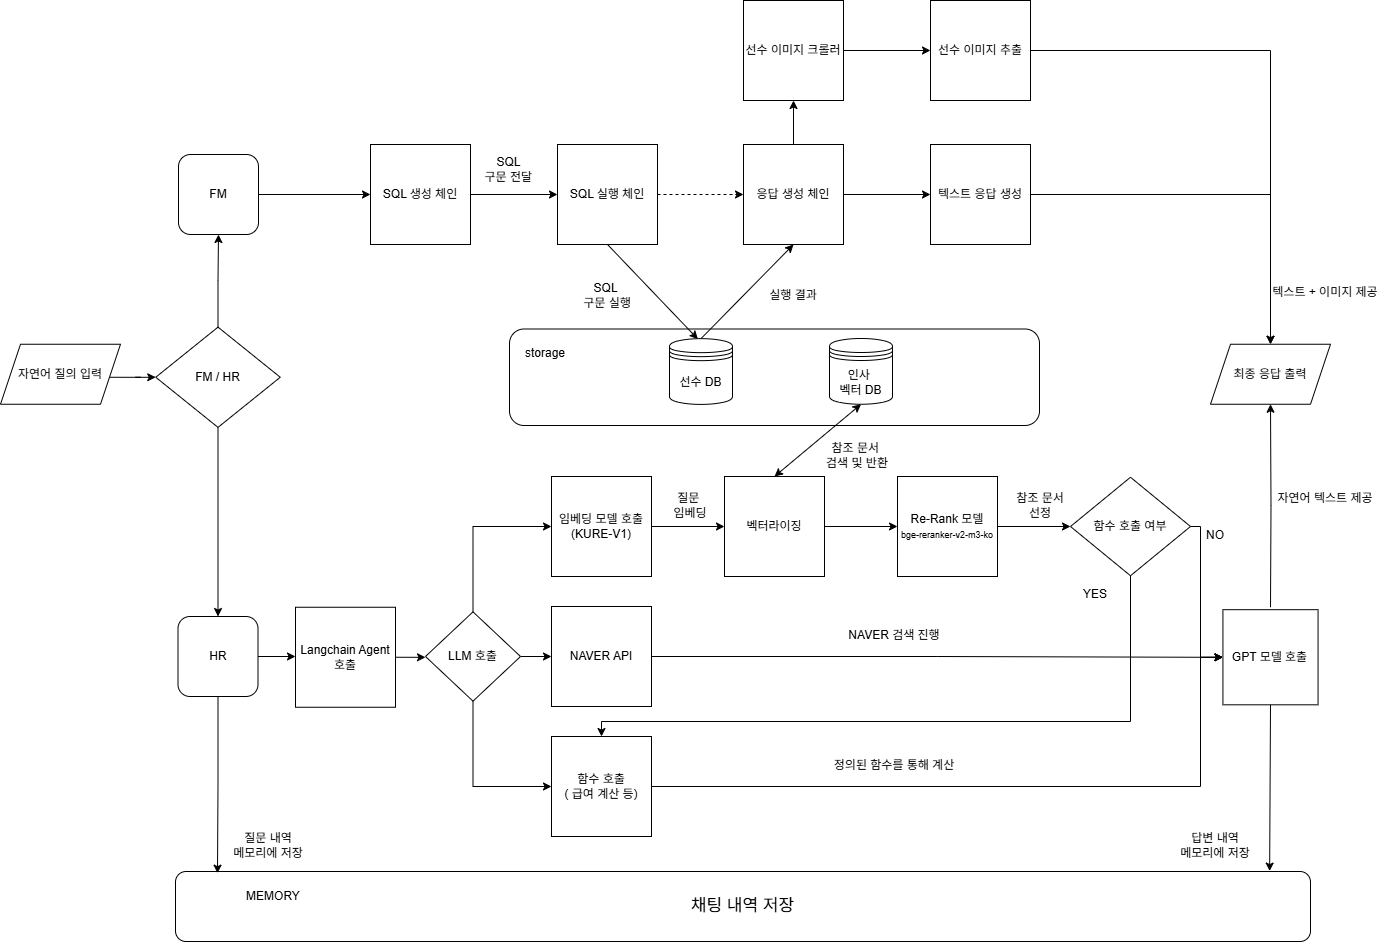 선수 이미지 크롤러
선수 이미지 추출
FM
SQL 생성 체인
SQL
구문 전달
SQL 실행 체인
응답 생성 체인
텍스트 응답 생성
SQL
구문 실행
실행 결과
텍스트 + 이미지 제공
자연어 질의 입력
FM / HR
storage
선수 DB
인사
벡터 DB
최종 응답 출력
참조 문서
검색 및 반환
임베딩 모델 호출
(KURE-V1)
질문
임베딩
벡터라이징
Re-Rank 모델
bge-reranker-v2-m3-ko
참조 문서
선정
함수 호출 여부
NO
YES
자연어 텍스트 제공
HR
Langchain Agent
호출
LLM 호출
NAVER API
NAVER 검색 진행
GPT 모델 호출
함수 호출
( 급여 계산 등)
정의된 함수를 통해 계산
질문 내역
메모리에 저장
답변 내역
메모리에 저장
MEMORY
채팅 내역 저장